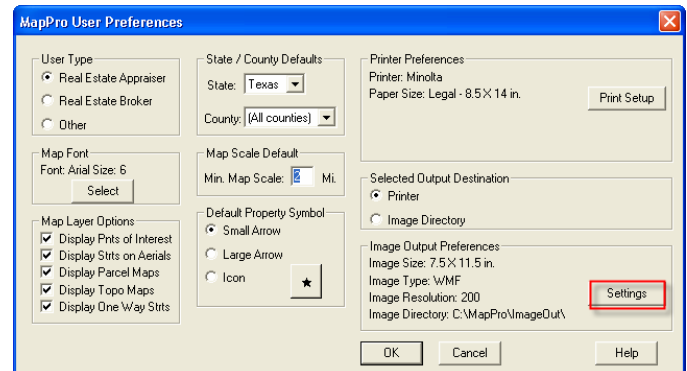 MapPro User Preferences
User Type
Real Estate Appraiser
Real Estate Broker
Other
Map Font
Font: Arial Size: 6
Select
Map Layer Options
Display Pnts of Interest
Display Strts on Aerials
Display Parcel Maps
Display Topo Maps
Display One Way Strts
State / County Defaults
State: Texas
County: (All counties)
Map Scale Default
Min. Map Scale: 2 Mi.
Default Property Symbol
Small Arrow
Large Arrow
Icon
Printer Preferences
Printer: Minolta
Paper Size: Legal - 8.5 X 14 in.
Print Setup
Selected Output Destination
Printer
Image Directory
Image Output Preferences
Image Size: 7.5 X 11.5 in.
Image Type: WMF
Image Resolution: 200
Image Directory: C:\MapPro\ImageOut\
Settings
OK Cancel Help